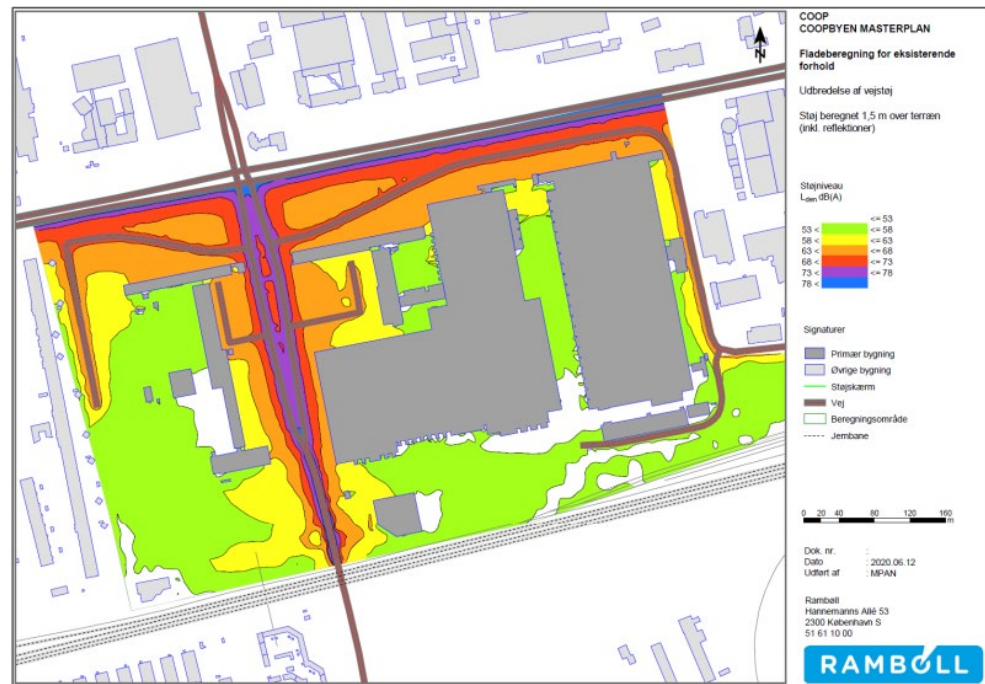 N
COOP
COOPBYEN MASTERPLAN
Fladeberegning for eksisterende
forhold
Udbredelse af vejstøj
Støj beregnet 1,5 m over terræn
(inkl. reflektioner)
Støjniveau
Lden dB(A)
<= 53
53 < <= 58
58 < <= 63
63 < <= 68
68 < <= 73
73 < <= 78
78 <
Signaturer
Primær bygning
Øvrige bygning
Støjskærm
Vej
Beregningsområde
Jernbane
0 20 40 80 120 160
m
Dok. nr. :
Dato : 2020.06.12
Udført af : MPAN
Rambøll
Hannemanns Allé 53
2300 København S
51 61 10 00
RAMBOLL